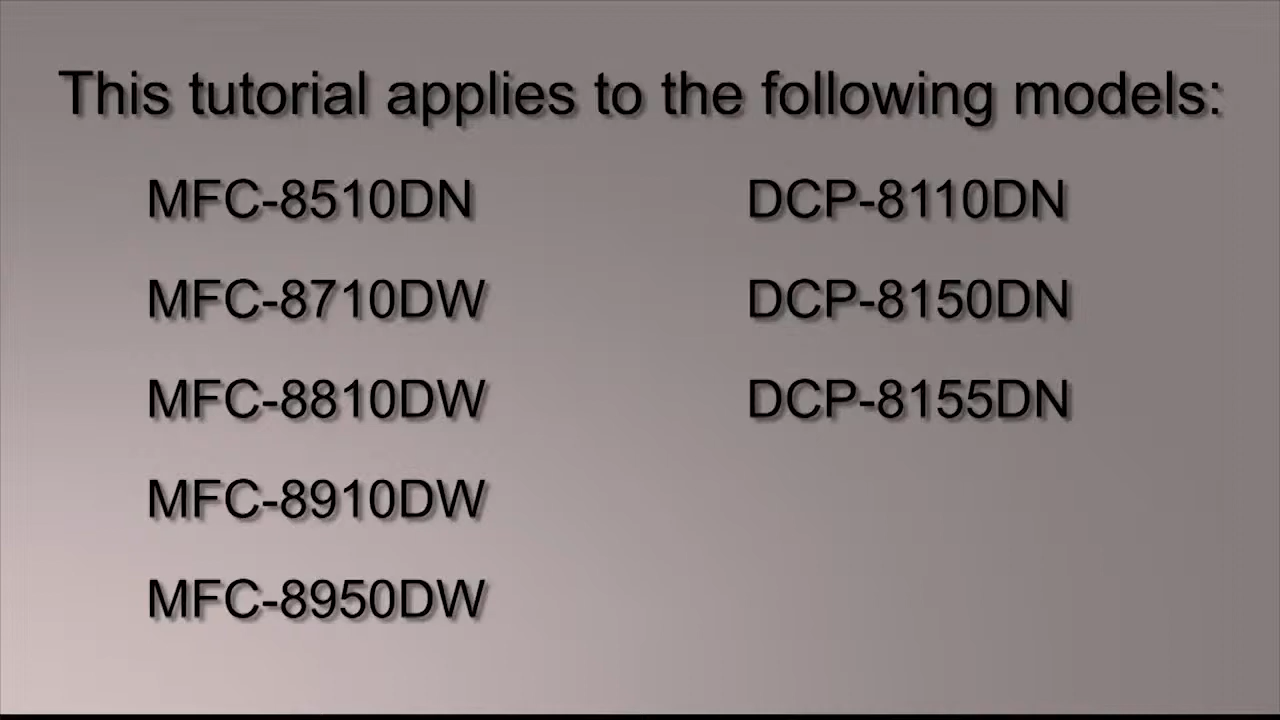 This tutorial applies to the following models:
MFC-8510DN
MFC-8710DW
MFC-8810DW
MFC-8910DW
MFC-8950DW
DCP-8110DN
DCP-8150DN
DCP-8155DN